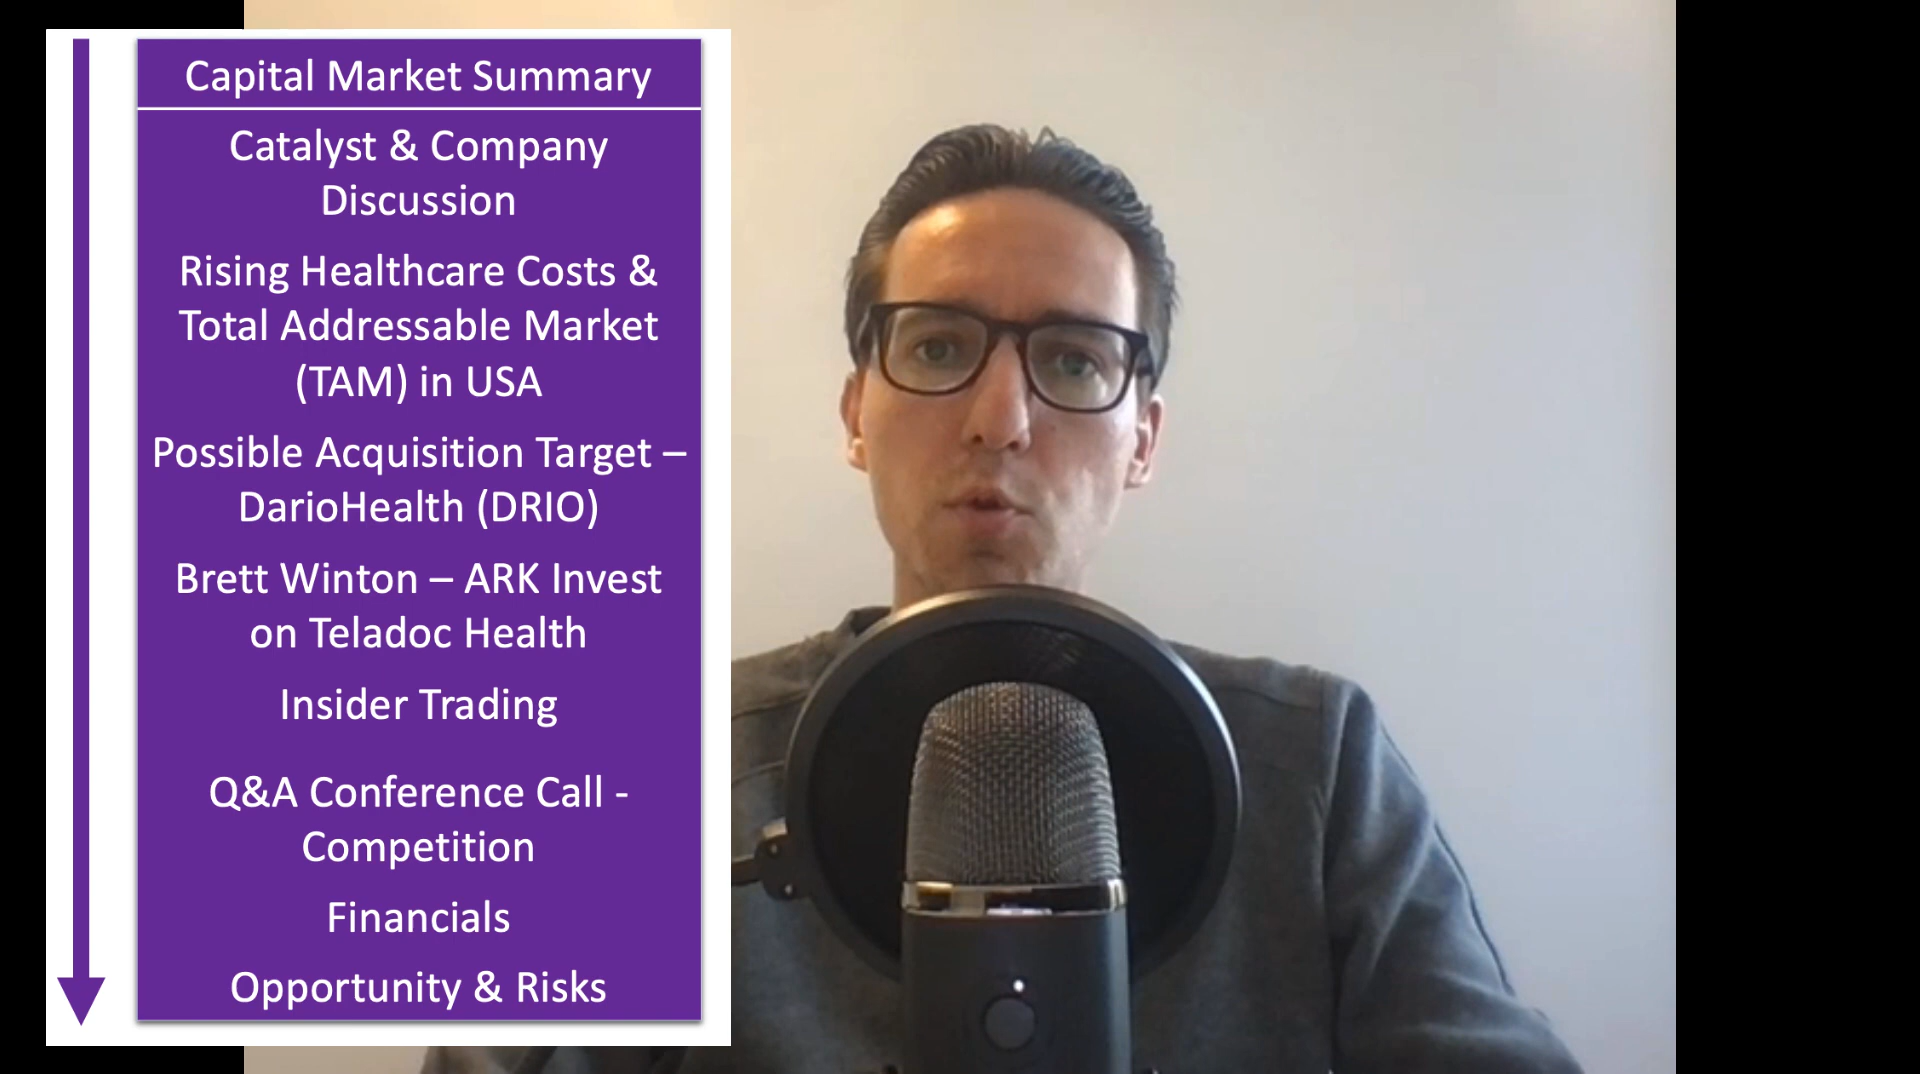 Capital Market Summary
Catalyst & Company
Discussion
Rising Healthcare Costs &
Total Addressable Market
(TAM) in USA
Possible Acquisition Target –
DarioHealth (DRIO)
Brett Winton – ARK Invest
on Teladoc Health
Insider Trading
Q&A Conference Call -
Competition
Financials
Opportunity & Risks